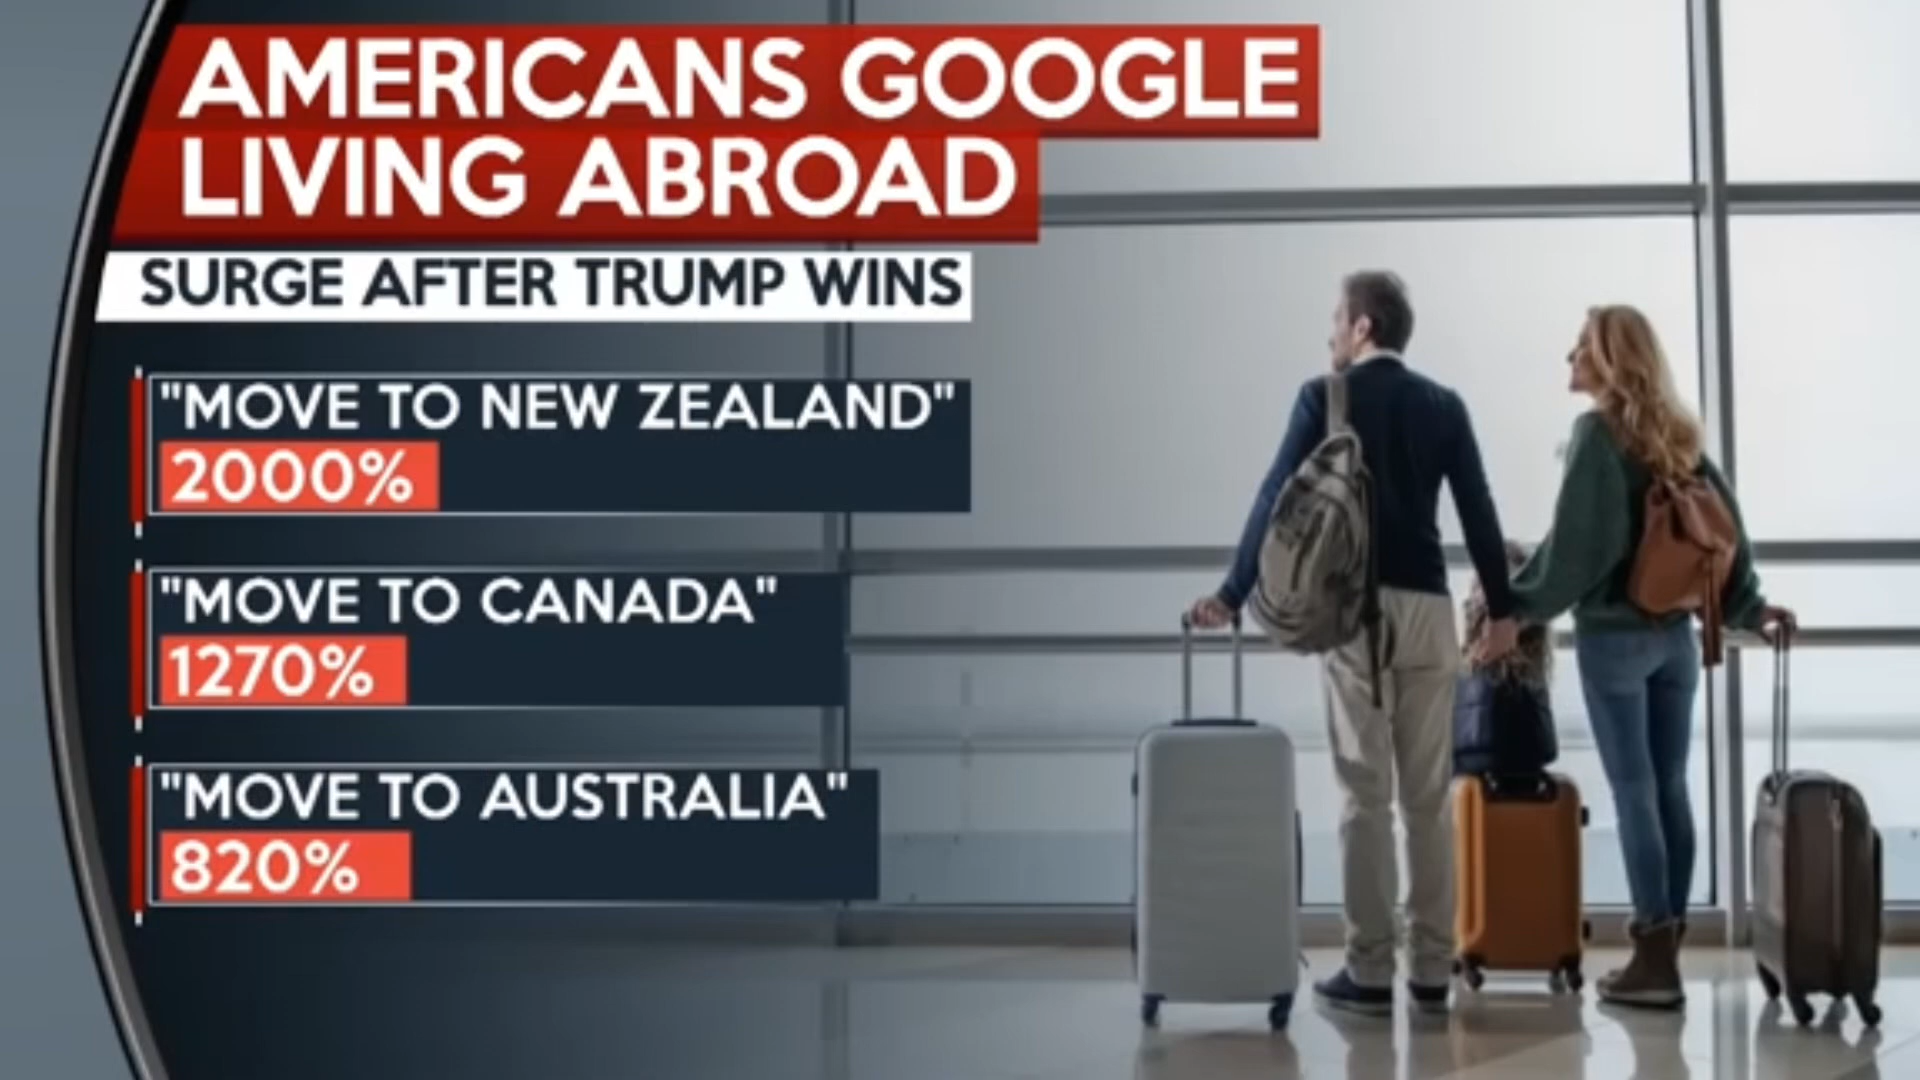 AMERICANS GOOGLE
LIVING ABROAD
SURGE AFTER TRUMP WINS
"MOVE TO NEW ZEALAND"
2000%
"MOVE TO CANADA"
1270%
"MOVE TO AUSTRALIA"
820%